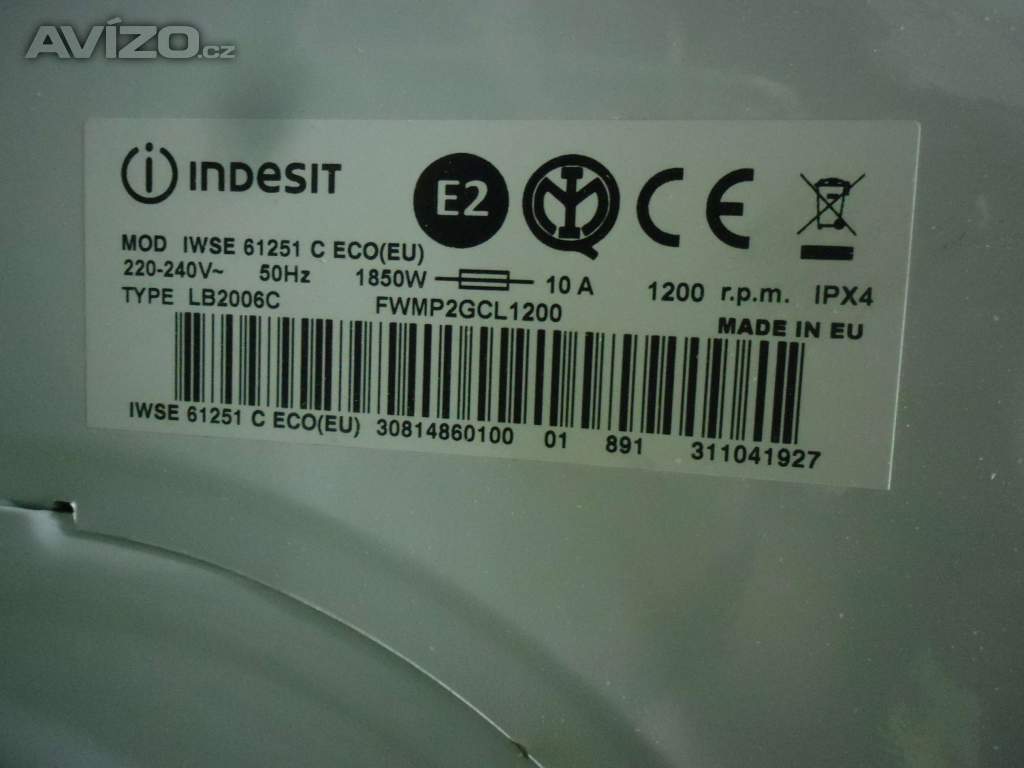 AVÍZO.cz
INDESIT
E2
IMQ
CE
MOD IWSE 61251 C ECO(EU)
220-240V~ 50Hz 1850W 10 A 1200 r.p.m. IPX4
TYPE LB2006C FWMP2GCL1200
MADE IN EU
IWSE 61251 C ECO(EU) 30814860100 01 891 311041927